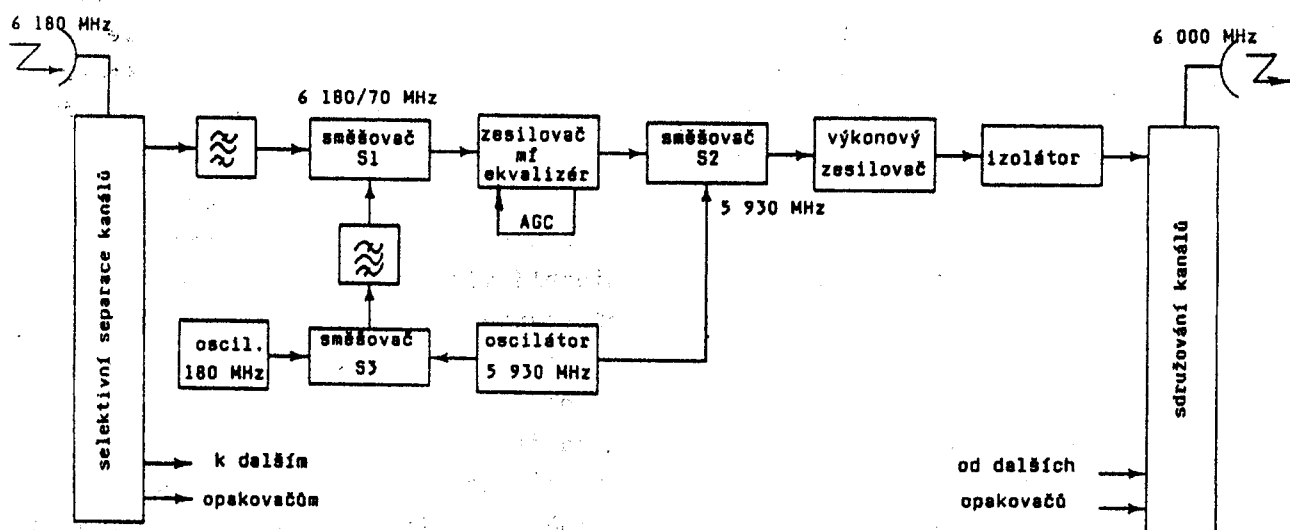 6 180 MHz
6 000 MHz
6 180/70 MHz
směšovač
S1
zesilovač
mf
ekvalizér
AGC
směšovač
S2
5 930 MHz
výkonový
zesilovač
izolátor
selektivní separace kanálů
sdružování kanálů
oscil.
180 MHz
směšovač
S3
oscilátor
5 930 MHz
k dalším
opakovačům
od dalších
opakovačů